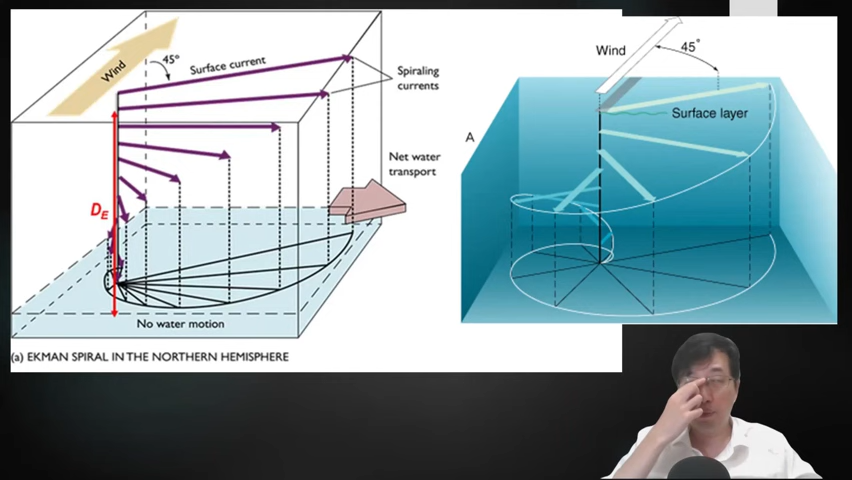 Wind
45°
Surface current
Spiraling
currents
Net water
transport
D_E
No water motion
(a) EKMAN SPIRAL IN THE NORTHERN HEMISPHERE
Wind
45°
Surface layer
A